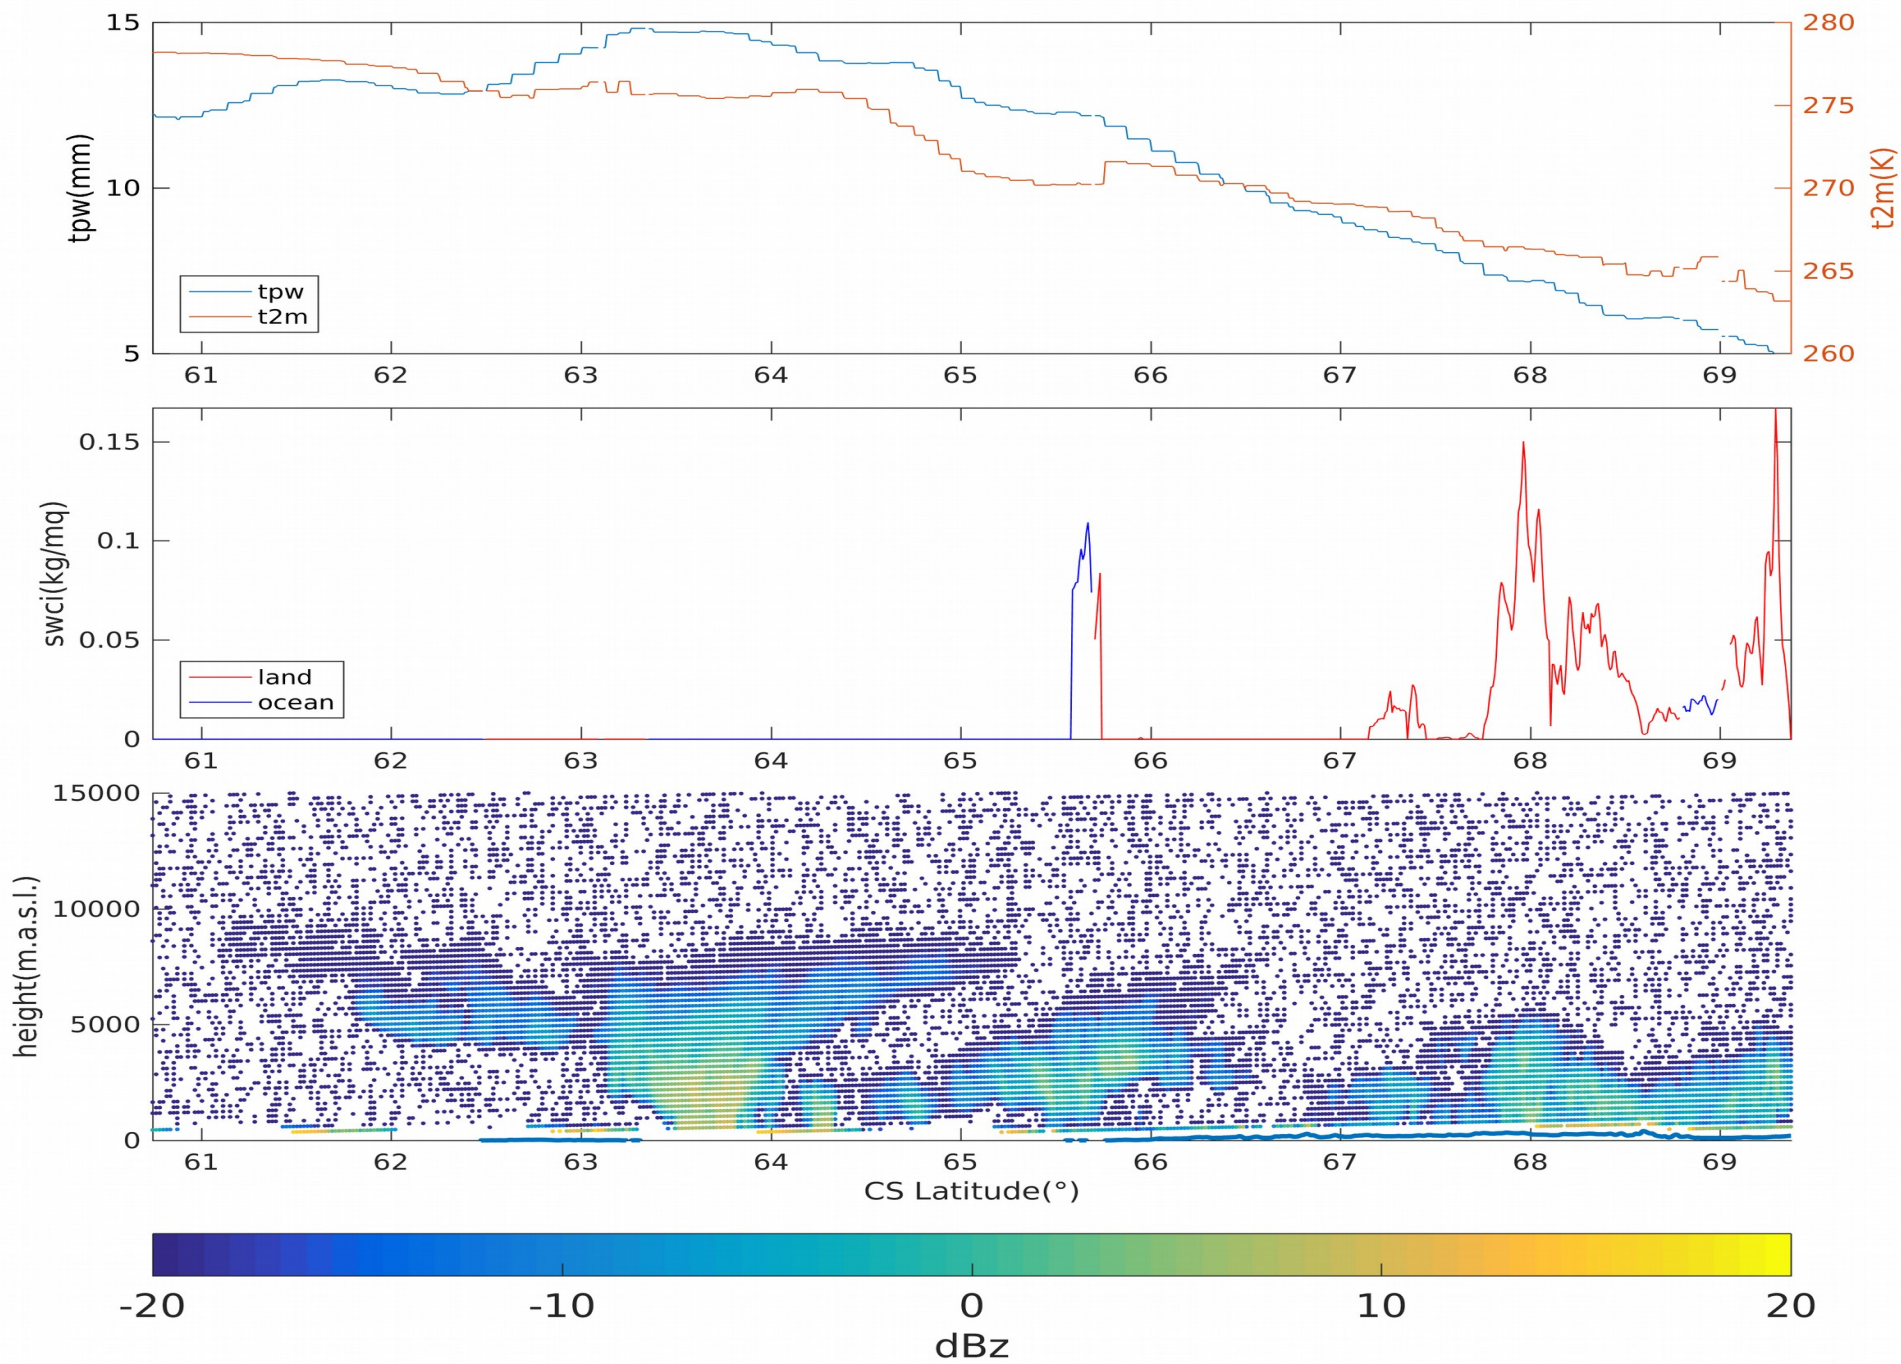 15
10
5
tpw(mm)
280
275
270
265
260
t2m(K)
tpw
t2m
61 62 63 64 65 66 67 68 69
0.15
0.1
0.05
0
swci(kg/mq)
land
ocean
61 62 63 64 65 66 67 68 69
15000
10000
5000
0
height(m.a.s.l.)
61 62 63 64 65 66 67 68 69
CS Latitude(°)
-20 -10 0 10 20
dBz